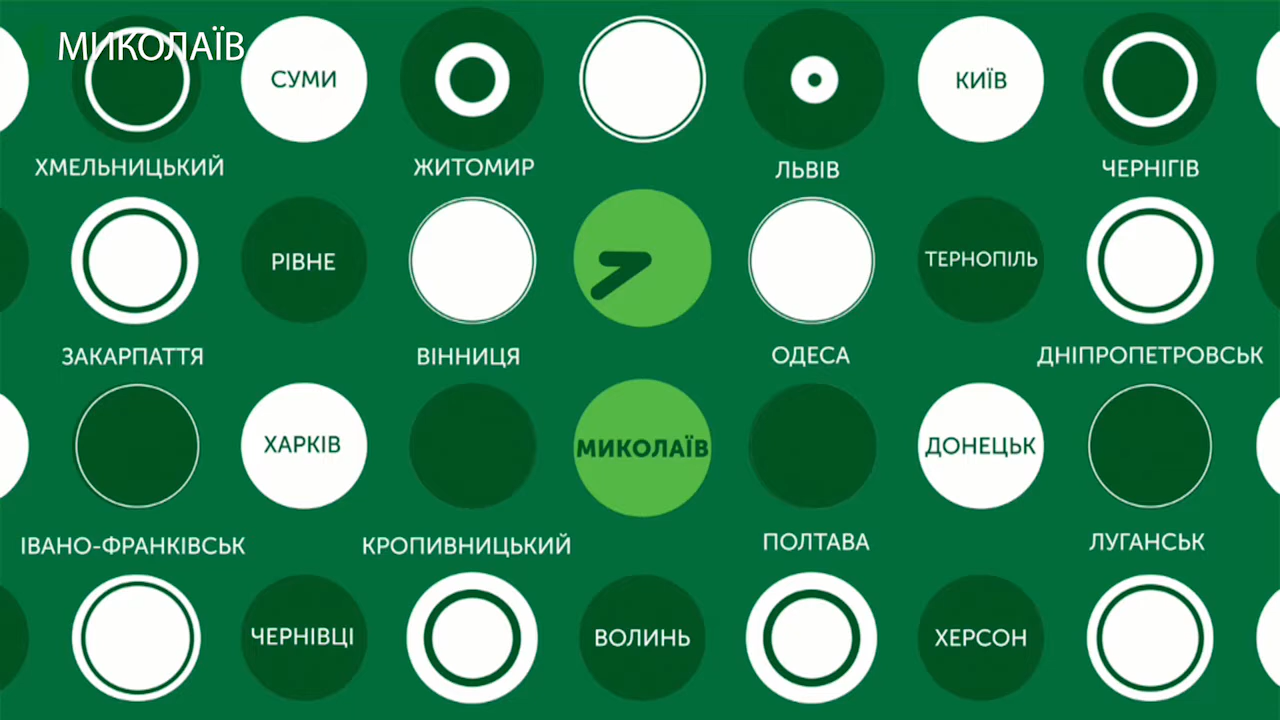 МИКОЛАЇВ
СУМИ
КИЇВ
ХМЕЛЬНИЦЬКИЙ
ЖИТОМИР
ЛЬВІВ
ЧЕРНІГІВ
РІВНЕ
ТЕРНОПІЛЬ
ЗАКАРПАТТЯ
ВІННИЦЯ
ОДЕСА
ДНІПРОПЕТРОВСЬК
ХАРКІВ
МИКОЛАЇВ
ДОНЕЦЬК
ІВАНО-ФРАНКІВСЬК
КРОПИВНИЦЬКИЙ
ПОЛТАВА
ЛУГАНСЬК
ЧЕРНІВЦІ
ВОЛИНЬ
ХЕРСОН